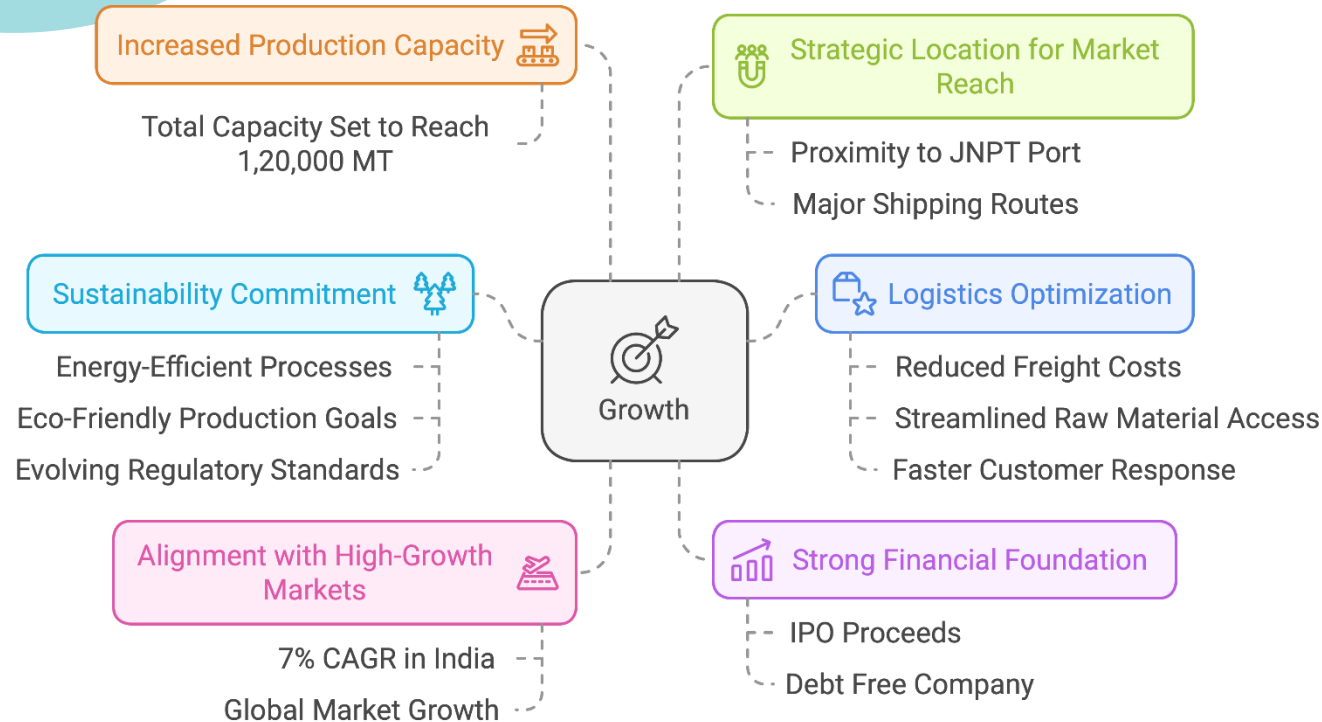 Increased Production Capacity
Total Capacity Set to Reach
1,20,000 MT
Strategic Location for Market
Reach
Proximity to JNPT Port
Major Shipping Routes
Sustainability Commitment
Energy-Efficient Processes
Eco-Friendly Production Goals
Evolving Regulatory Standards
Growth
Logistics Optimization
Reduced Freight Costs
Streamlined Raw Material Access
Faster Customer Response
Alignment with High-Growth
Markets
7% CAGR in India
Global Market Growth
Strong Financial Foundation
IPO Proceeds
Debt Free Company